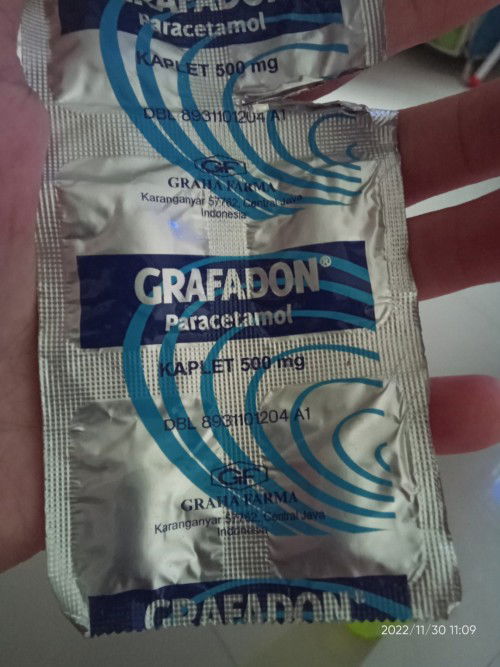 GRAFADON
Paracetamol
KAPLET 500 mg
DBL 8931101204 A1
GF
GRAHA FARMA
Karanganyar 57762, Central Java
Indonesia
GRAFADON®
Paracetamol
KAPLET 500 mg
DBL 8931101204 A1
GF
GRAHA FARMA
Karanganyar 57762, Central Java
Indonesia
GRAFADON
2022/11/30 11:09